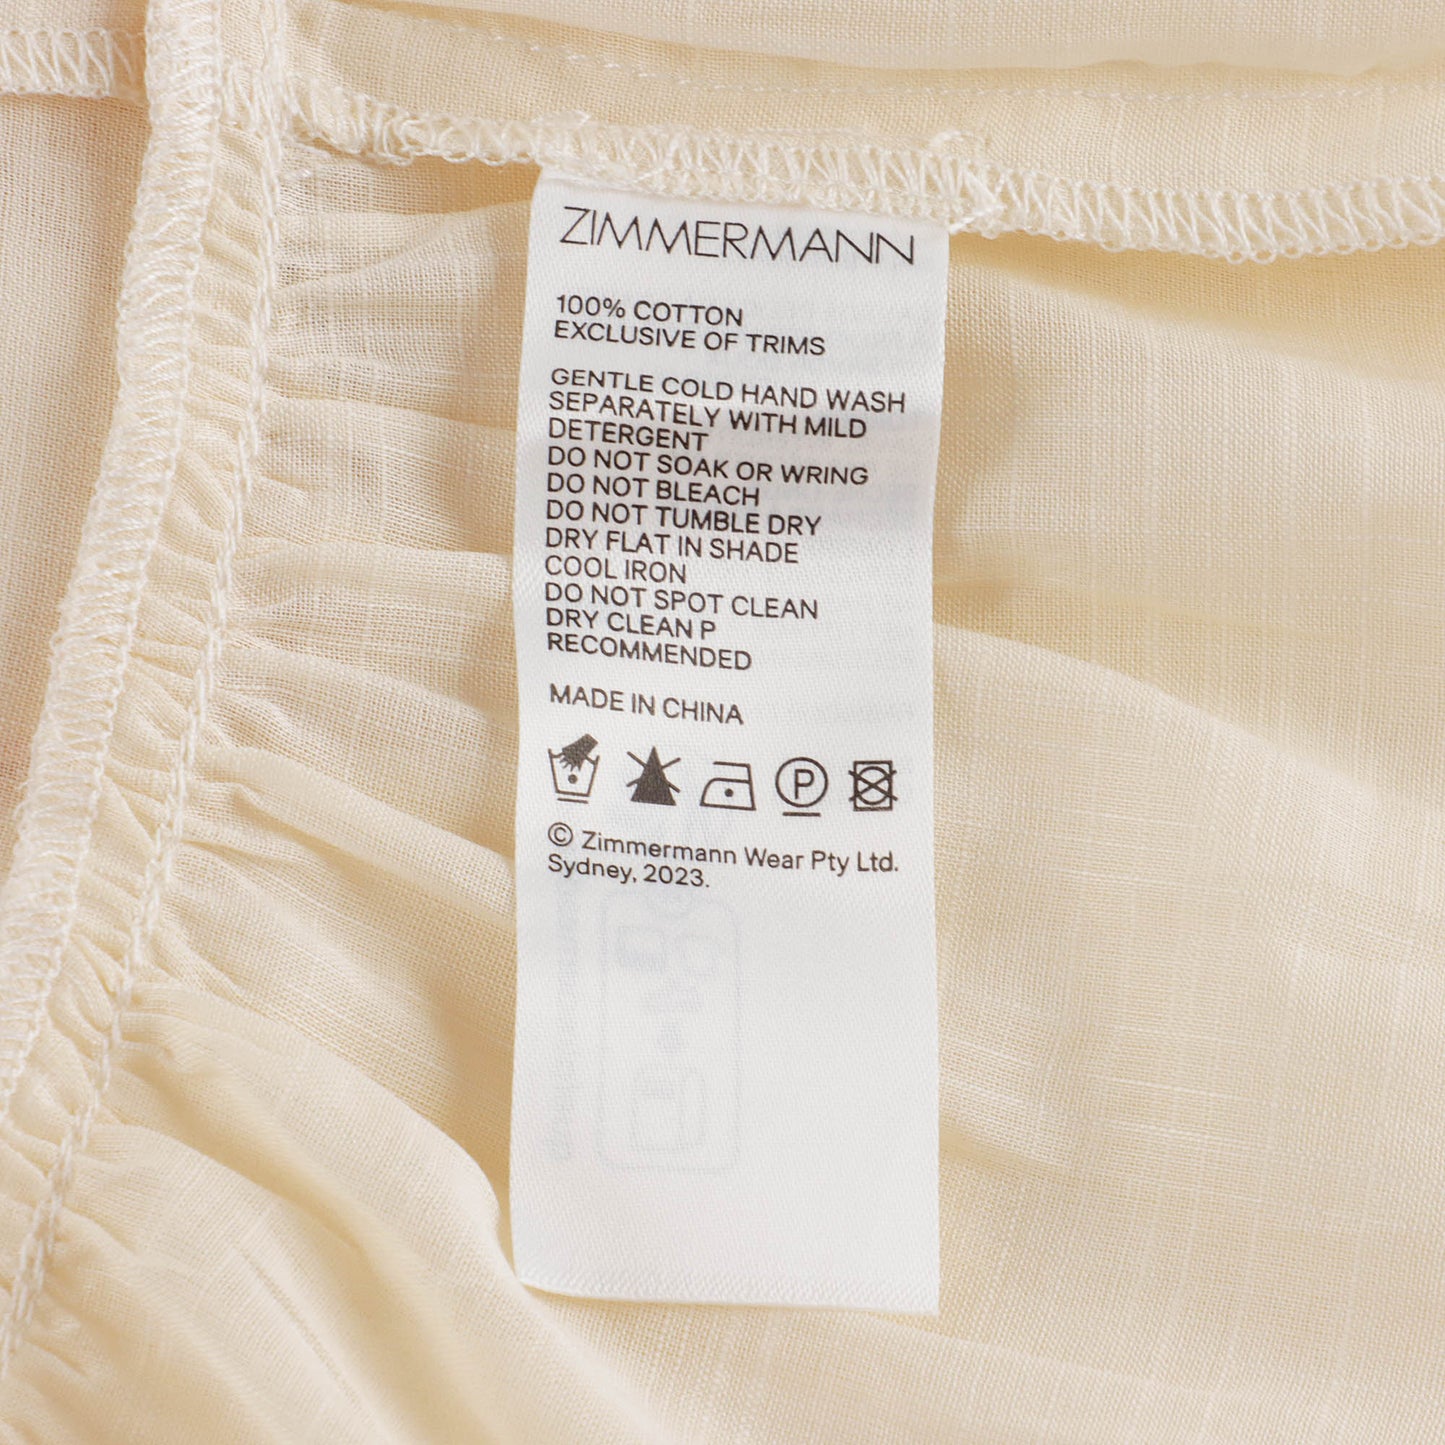 ZIMMERMANN
100% COTTON
EXCLUSIVE OF TRIMS
GENTLE COLD HAND WASH
SEPARATELY WITH MILD
DETERGENT
DO NOT SOAK OR WRING
DO NOT BLEACH
DO NOT TUMBLE DRY
DRY FLAT IN SHADE
COOL IRON
DO NOT SPOT CLEAN
DRY CLEAN P
RECOMMENDED
MADE IN CHINA
P
© Zimmermann Wear Pty Ltd.
Sydney, 2023.